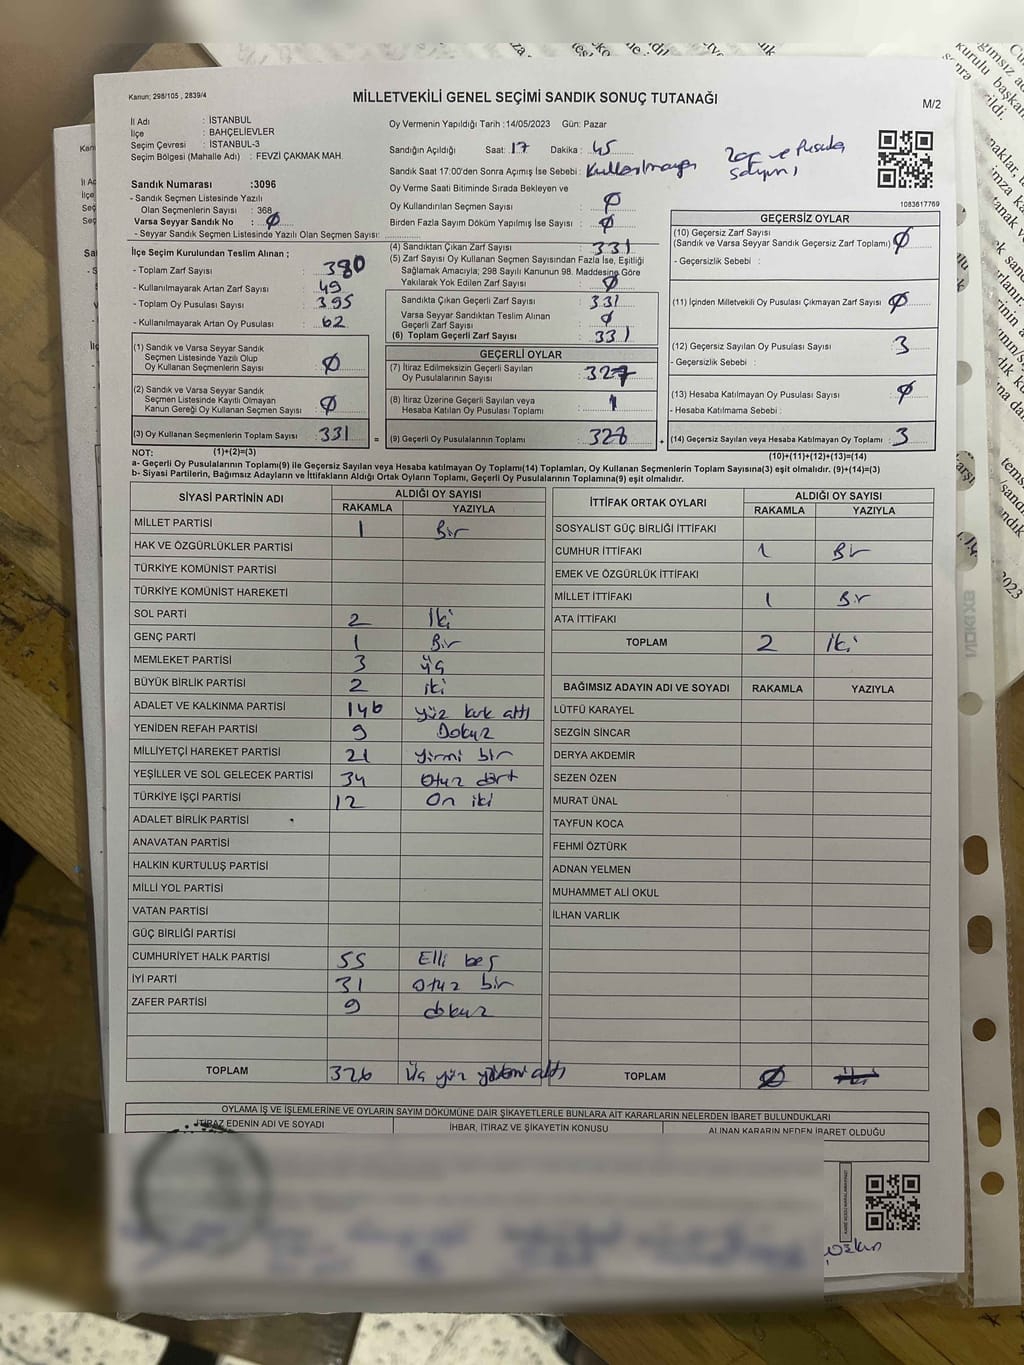 Kanun; 298/105 , 2839/4
MİLLETVEKİLİ GENEL SEÇİMİ SANDIK SONUÇ TUTANAĞI
M/2
İl Adı : İSTANBUL
İlçe : BAHÇELİEVLER
Seçim Çevresi : İSTANBUL-3
Seçim Bölgesi (Mahalle Adı) : FEVZİ ÇAKMAK MAH.
Oy Vermenin Yapıldığı Tarih : 14/05/2023 Gün: Pazar
Sandığın Açıldığı Saat: 17 Dakika : 45
Sandık Saat 17:00'den Sonra Açımış İse Sebebi : Kullanılmayan zarf ve pusula sayımı
Sandık Numarası :3096
- Sandık Seçmen Listesinde Yazılı
Olan Seçmenlerin Sayısı : 368
Varsa Seyyar Sandık No : Ø
- Seyyar Sandık Seçmen Listesinde Yazılı Olan Seçmen Sayısı:
Oy Verme Saati Bitiminde Sırada Bekleyen ve
Oy Kullandırılan Seçmen Sayısı : Ø
Birden Fazla Sayım Döküm Yapılmış İse Sayısı : Ø
1083617769
İlçe Seçim Kurulundan Teslim Alınan ;
- Toplam Zarf Sayısı : 380
- Kullanılmayarak Artan Zarf Sayısı : 49
- Toplam Oy Pusulası Sayısı : 395
- Kullanılmayarak Artan Oy Pusulası : 62
(4) Sandıktan Çıkan Zarf Sayısı : 331
(5) Zarf Sayısı Oy Kullanan Seçmen Sayısından Fazla İse, Eşitliği
Sağlamak Amacıyla; 298 Sayılı Kanunun 98. Maddesine Göre
Yakılarak Yok Edilen Zarf Sayısı : Ø
Sandıkta Çıkan Geçerli Zarf Sayısı : 331
Varsa Seyyar Sandıktan Teslim Alınan
Geçerli Zarf Sayısı : Ø
(6) Toplam Geçerli Zarf Sayısı : 331
GEÇERSİZ OYLAR
(10) Geçersiz Zarf Sayısı
(Sandık ve Varsa Seyyar Sandık Geçersiz Zarf Toplamı) : Ø
- Geçersizlik Sebebi :
(11) İçinden Milletvekili Oy Pusulası Çıkmayan Zarf Sayısı : Ø
(12) Geçersiz Sayılan Oy Pusulası Sayısı : 3
- Geçersizlik Sebebi :
(13) Hesaba Katılmayan Oy Pusulası Sayısı : Ø
- Hesaba Katılmama Sebebi :
(14) Geçersiz Sayılan veya Hesaba Katılmayan Oy Toplamı : 3
(1) Sandık ve Varsa Seyyar Sandık
Seçmen Listesinde Yazılı Olup
Oy Kullanan Seçmenlerin Sayısı : Ø
(2) Sandık ve Varsa Seyyar Sandık
Seçmen Listesinde Kayıtlı Olmayan
Kanun Gereği Oy Kullanan Seçmen Sayısı : Ø
(3) Oy Kullanan Seçmenlerin Toplam Sayısı : 331 =
GEÇERLİ OYLAR
(7) İtiraz Edilmeksizin Geçerli Sayılan
Oy Pusulalarının Sayısı : 327
(8) İtiraz Üzerine Geçerli Sayılan veya
Hesaba Katılan Oy Pusulası Toplamı : 1
(9) Geçerli Oy Pusulalarının Toplamı : 328 +
NOT: (1)+(2)=(3) (10)+(11)+(12)+(13)=(14)
a- Geçerli Oy Pusulalarının Toplamı(9) ile Geçersiz Sayılan veya Hesaba katılmayan Oy Toplamı(14) Toplamları, Oy Kullanan Seçmenlerin Toplam Sayısına(3) eşit olmalıdır. (9)+(14)=(3)
b- Siyasi Partilerin, Bağımsız Adayların ve İttifakların Aldığı Ortak Oyların Toplamı, Geçerli Oy Pusulalarının Toplamına(9) eşit olmalıdır.
SİYASİ PARTİNİN ADI ALDIĞI OY SAYISI
RAKAMLA YAZIYLA
MİLLET PARTİSİ 1 Bir
HAK VE ÖZGÜRLÜKLER PARTİSİ
TÜRKİYE KOMÜNİST PARTİSİ
TÜRKİYE KOMÜNİST HAREKETİ
SOL PARTİ 2 İki
GENÇ PARTİ 1 Bir
MEMLEKET PARTİSİ 3 üç
BÜYÜK BİRLİK PARTİSİ 2 iki
ADALET VE KALKINMA PARTİSİ 146 yüz kırk altı
YENİDEN REFAH PARTİSİ 9 Dokuz
MİLLİYETÇİ HAREKET PARTİSİ 21 yirmi bir
YEŞİLLER VE SOL GELECEK PARTİSİ 34 Otuz dört
TÜRKİYE İŞÇİ PARTİSİ 12 On iki
ADALET BİRLİK PARTİSİ
ANAVATAN PARTİSİ
HALKIN KURTULUŞ PARTİSİ
MİLLİ YOL PARTİSİ
VATAN PARTİSİ
GÜÇ BİRLİĞİ PARTİSİ
CUMHURİYET HALK PARTİSİ 55 Elli beş
İYİ PARTİ 31 otuz bir
ZAFER PARTİSİ 9 dokuz
TOPLAM 326 Üç yüz yirmi altı
İTTİFAK ORTAK OYLARI ALDIĞI OY SAYISI
RAKAMLA YAZIYLA
SOSYALİST GÜÇ BİRLİĞİ İTTİFAKI
CUMHUR İTTİFAKI 1 Bir
EMEK VE ÖZGÜRLÜK İTTİFAKI
MİLLET İTTİFAKI 1 Bir
ATA İTTİFAKI
TOPLAM 2 İki
BAĞIMSIZ ADAYIN ADI VE SOYADI RAKAMLA YAZIYLA
LÜTFÜ KARAYEL
SEZGİN SİNCAR
DERYA AKDEMİR
SEZEN ÖZEN
MURAT ÜNAL
TAYFUN KOCA
FEHMİ ÖZTÜRK
ADNAN YELMEN
MUHAMMET ALİ OKUL
İLHAN VARLIK
TOPLAM Ø
OYLAMA İŞ VE İŞLEMLERİNE VE OYLARIN SAYIM DÖKÜMÜNE DAİR ŞİKAYETLERLE BUNLARA AİT KARARLARIN NELERDEN İBARET BULUNDUKLARI
İTİRAZ EDENİN ADI VE SOYADI İHBAR, İTİRAZ VE ŞİKAYETİN KONUSU ALINAN KARARIN NEDEN İBARET OLDUĞU